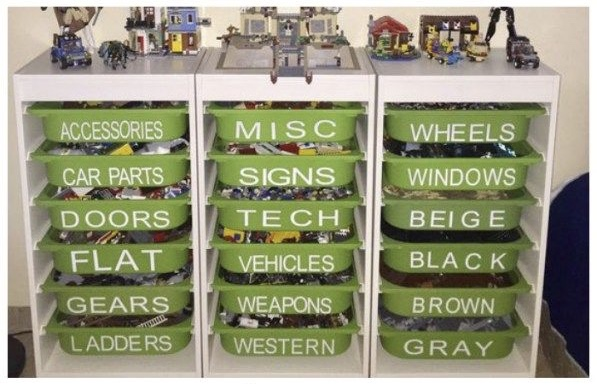 ACCESSORIES
CAR PARTS
DOORS
FLAT
GEARS
LADDERS
MISC
SIGNS
TECH
VEHICLES
WEAPONS
WESTERN
WHEELS
WINDOWS
BEIGE
BLACK
BROWN
GRAY